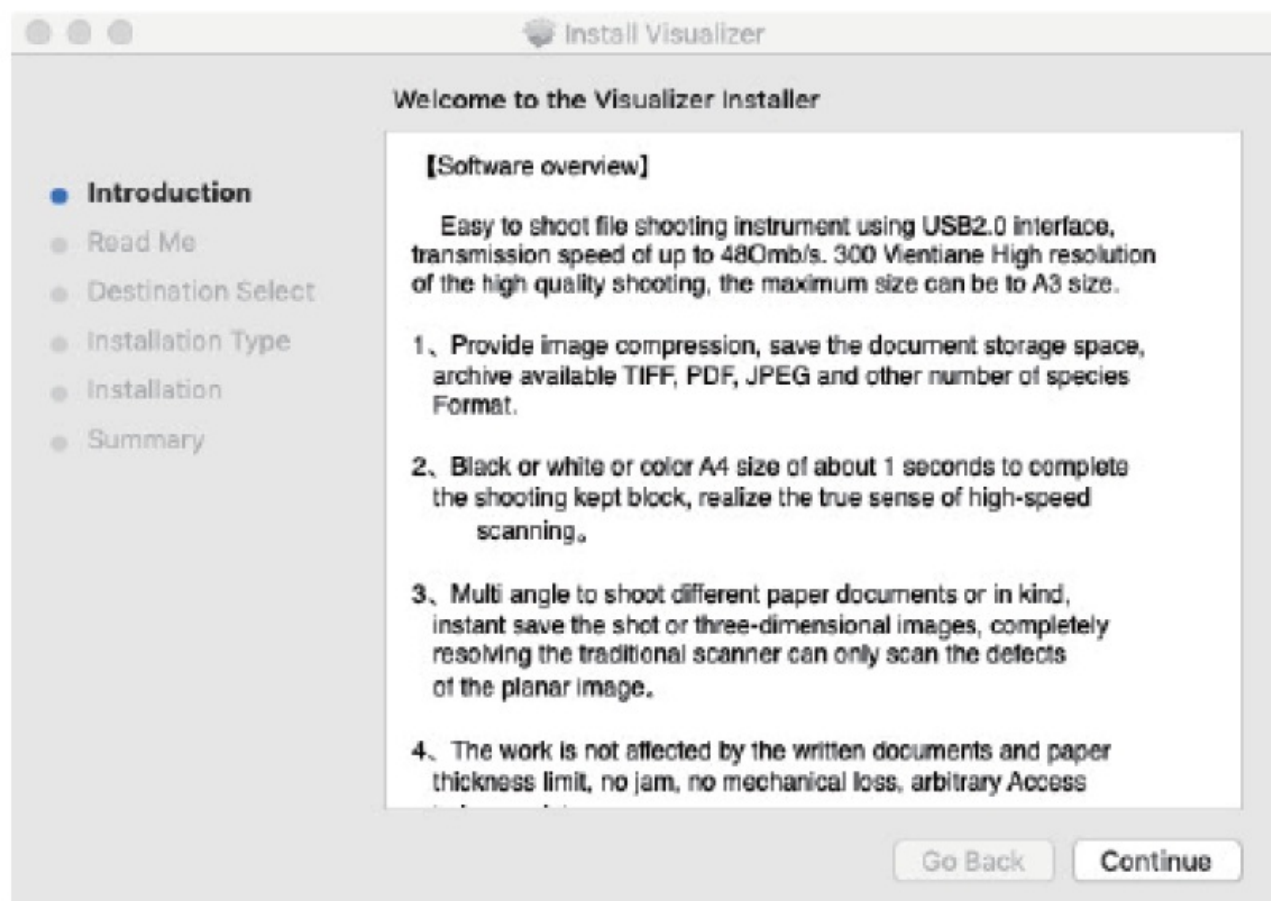 Install Visualizer
Welcome to the Visualizer Installer
Introduction
Read Me
Destination Select
Installation Type
Installation
Summary
【Software overview】
Easy to shoot file shooting instrument using USB2.0 interface,
transmission speed of up to 480mb/s. 300 Vientiane High resolution
of the high quality shooting, the maximum size can be to A3 size.
1、Provide image compression, save the document storage space,
archive available TIFF, PDF, JPEG and other number of species
Format.
2、Black or white or color A4 size of about 1 seconds to complete
the shooting kept block, realize the true sense of high-speed
scanning。
3、Multi angle to shoot different paper documents or in kind,
instant save the shot or three-dimensional images, completely
resolving the traditional scanner can only scan the defects
of the planar image。
4、The work is not affected by the written documents and paper
thickness limit, no jam, no mechanical loss, arbitrary Access
Go Back
Continue